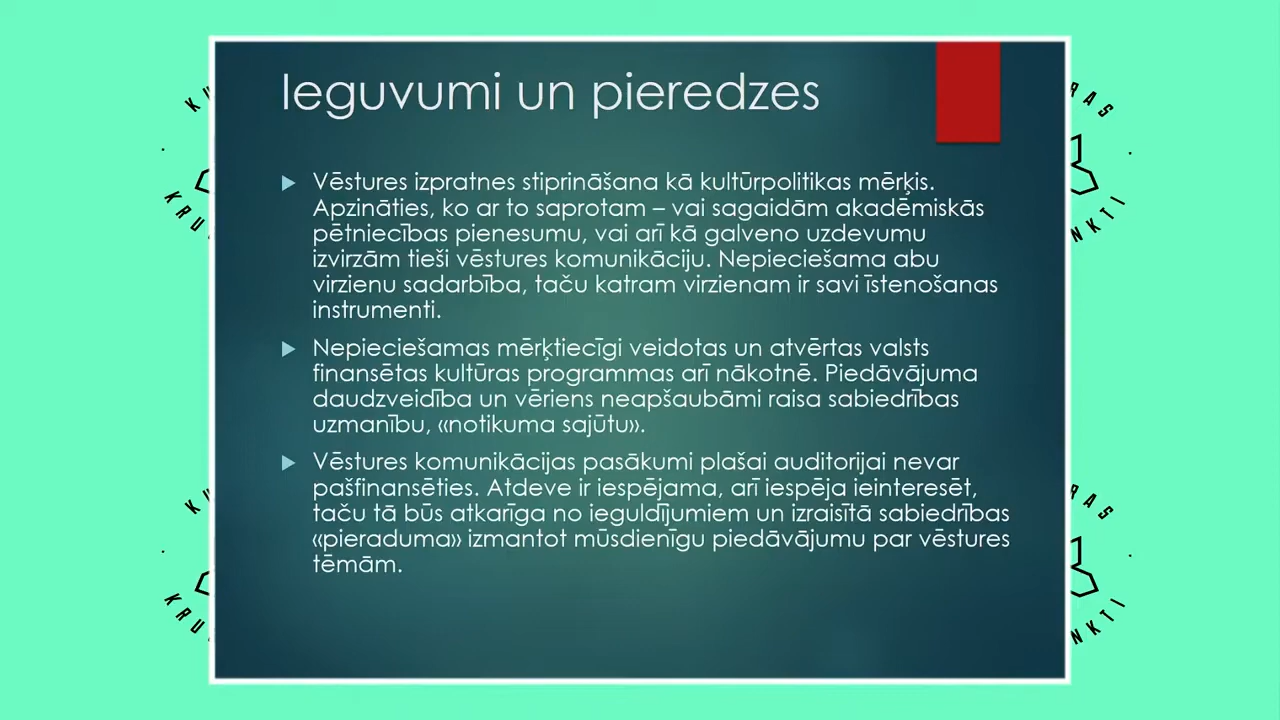 Ieguvumi un pieredzes
Vēstures izpratnes stiprināšana kā kultūrpolitikas mērķis.
Apzināties, ko ar to saprotam – vai sagaidām akadēmiskās
pētniecības pienesumu, vai arī kā galveno uzdevumu
izvirzām tieši vēstures komunikāciju. Nepieciešama abu
virzienu sadarbība, taču katram virzienam ir savi īstenošanas
instrumenti.
Nepieciešamas mērķtiecīgi veidotas un atvērtas valsts
finansētas kultūras programmas arī nākotnē. Piedāvājuma
daudzveidība un vēriens neapšaubāmi raisa sabiedrības
uzmanību, «notikuma sajūtu».
Vēstures komunikācijas pasākumi plašai auditorijai nevar
pašfinansēties. Atdeve ir iespējama, arī iespēja ieinteresēt,
taču tā būs atkarīga no ieguldījumiem un izraisītā sabiedrības
«pieraduma» izmantot mūsdienīgu piedāvājumu par vēstures
tēmām.